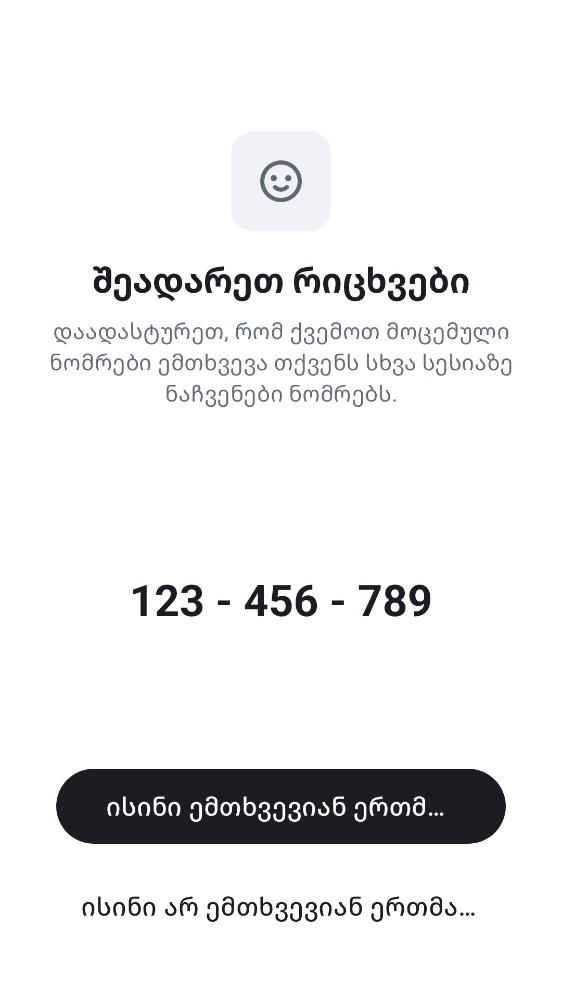 შეადარეთ რიცხვები
დაადასტურეთ, რომ ქვემოთ მოცემული
ნომრები ემთხვევა თქვენს სხვა სესიაზე
ნაჩვენები ნომრებს.
123 - 456 - 789
ისინი ემთხვევიან ერთმ...
ისინი არ ემთხვევიან ერთმა...